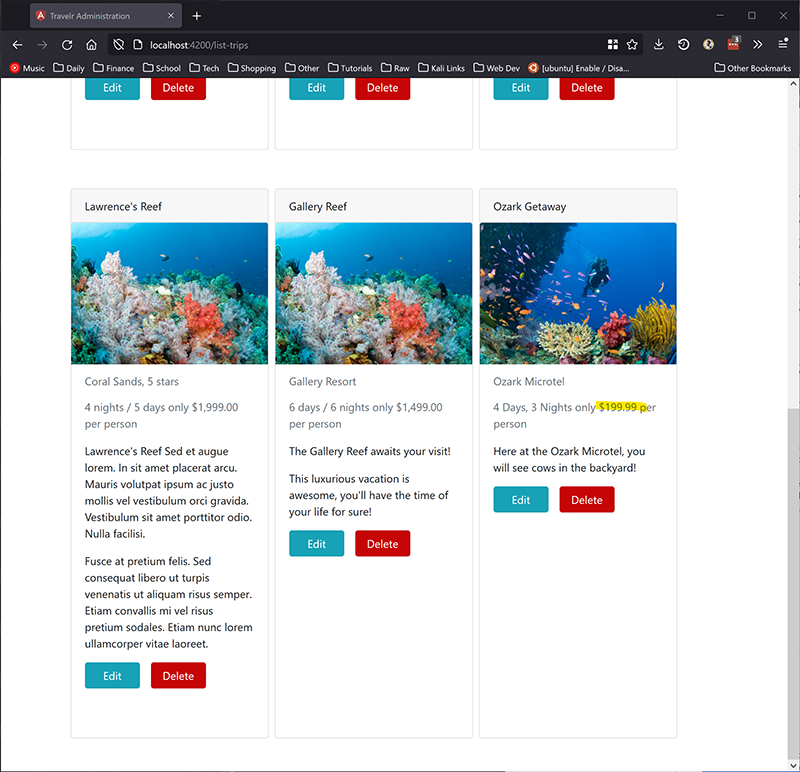 Travelr Administration
localhost:4200/list-trips
3
Music Daily Finance School Tech Shopping Other Tutorials Raw Kali Links Web Dev [ubuntu] Enable / Disa... Other Bookmarks
Edit Delete Edit Delete Edit Delete
Lawrence's Reef
Coral Sands, 5 stars
4 nights / 5 days only $1,999.00
per person
Lawrence's Reef Sed et augue
lorem. In sit amet placerat arcu.
Mauris volutpat ipsum ac justo
mollis vel vestibulum orci gravida.
Vestibulum sit amet porttitor odio.
Nulla facilisi.
Fusce at pretium felis. Sed
consequat libero ut turpis
venenatis ut aliquam risus semper.
Etiam convallis mi vel risus
pretium sodales. Etiam nunc lorem
ullamcorper vitae laoreet.
Edit Delete
Gallery Reef
Gallery Resort
6 days / 6 nights only $1,499.00
per person
The Gallery Reef awaits your visit!
This luxurious vacation is
awesome, you'll have the time of
your life for sure!
Edit Delete
Ozark Getaway
Ozark Microtel
4 Days, 3 Nights only $199.99 per
person
Here at the Ozark Microtel, you
will see cows in the backyard!
Edit Delete